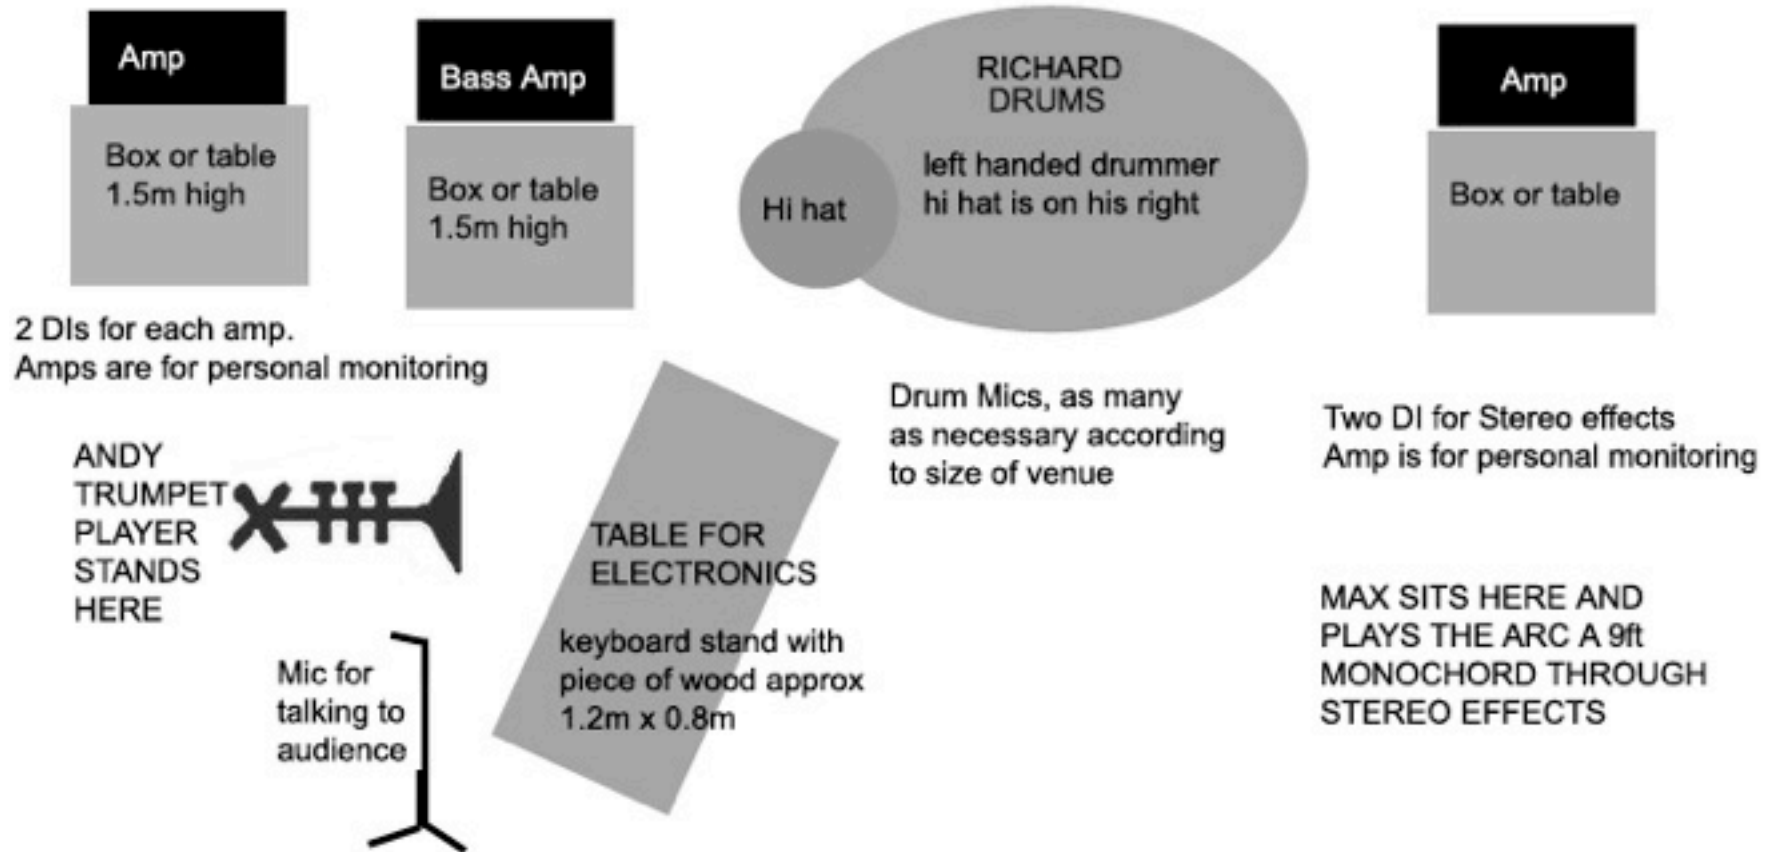 Amp
Box or table
1.5m high
Bass Amp
Box or table
1.5m high
RICHARD
DRUMS
left handed drummer
hi hat is on his right
Hi hat
Amp
Box or table
2 DIs for each amp.
Amps are for personal monitoring
Drum Mics, as many
as necessary according
to size of venue
Two DI for Stereo effects
Amp is for personal monitoring
ANDY
TRUMPET
PLAYER
STANDS
HERE
TABLE FOR
ELECTRONICS
keyboard stand with
piece of wood approx
1.2m x 0.8m
Mic for
talking to
audience
MAX SITS HERE AND
PLAYS THE ARC A 9ft
MONOCHORD THROUGH
STEREO EFFECTS